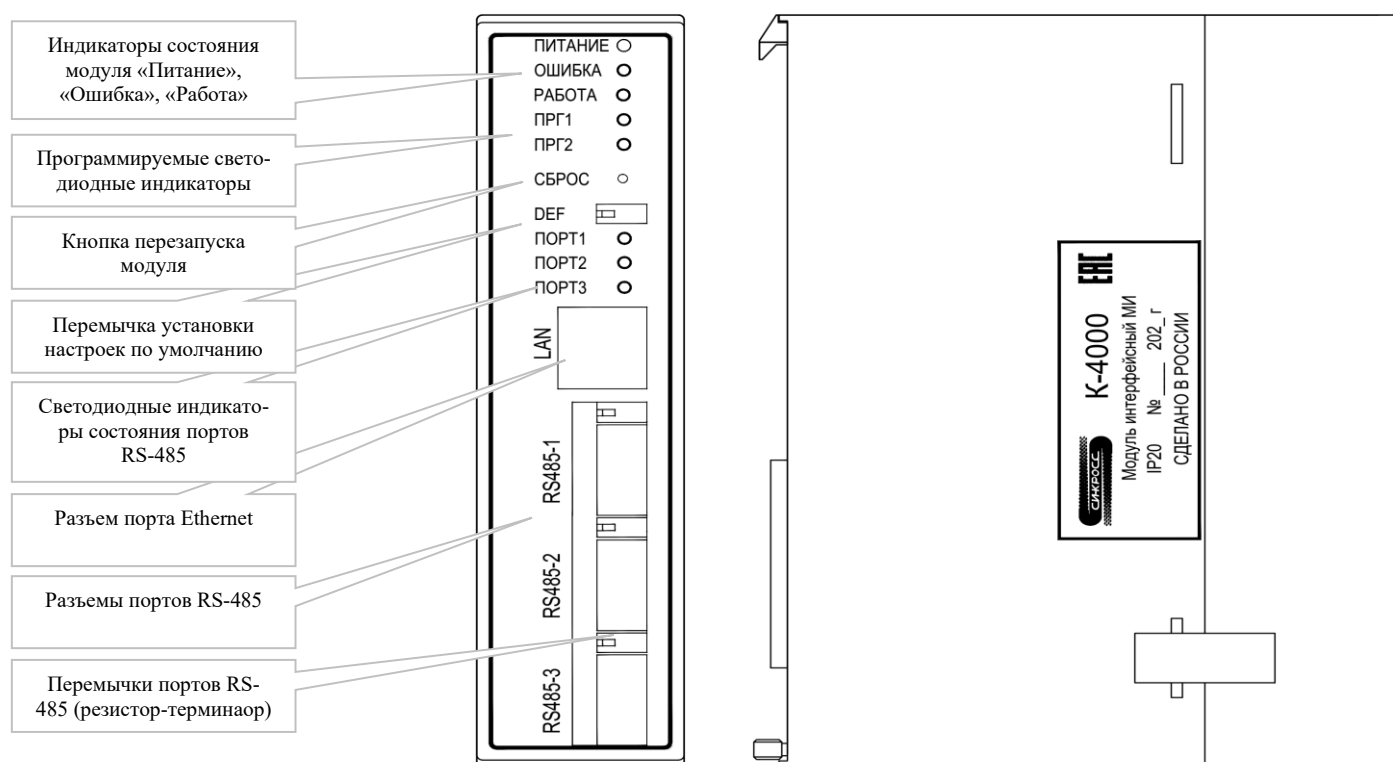 Индикаторы состояния
модуля «Питание»,
«Ошибка», «Работа»
Программируемые свето-
диодные индикаторы
Кнопка перезапуска
модуля
Перемычка установки
настроек по умолчанию
Светодиодные индикато-
ры состояния портов
RS-485
Разъем порта Ethernet
Разъемы портов RS-485
Перемычки портов RS-
485 (резистор-терминаор)
ПИТАНИЕ
ОШИБКА
РАБОТА
ПРГ1
ПРГ2
СБРОС
DEF
ПОРТ1
ПОРТ2
ПОРТ3
LAN
RS485-1
RS485-2
RS485-3
ЕАС
СИНКРОСС
К-4000
Модуль интерфейсный МИ
IP20 № ____ 202_ г
СДЕЛАНО В РОССИИ